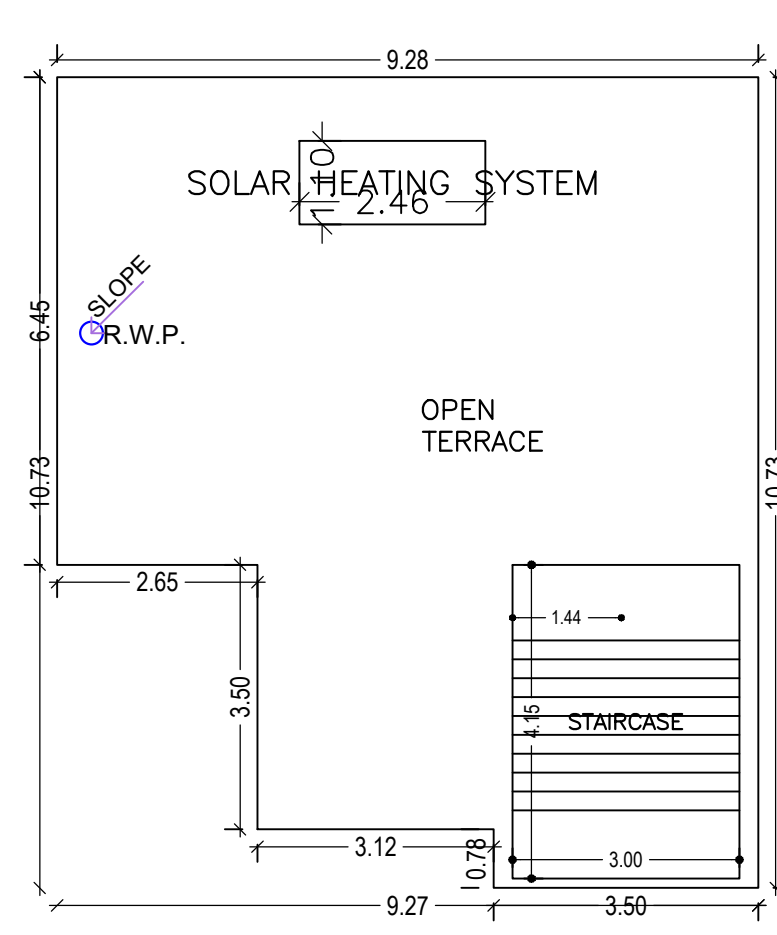 9.28
1.10
SOLAR HEATING SYSTEM
2.46
SLOPE
R.W.P.
6.45
OPEN
TERRACE
10.73
10.73
2.65
1.44
3.50
4.15
STAIRCASE
3.12
0.78
3.00
9.27
3.50